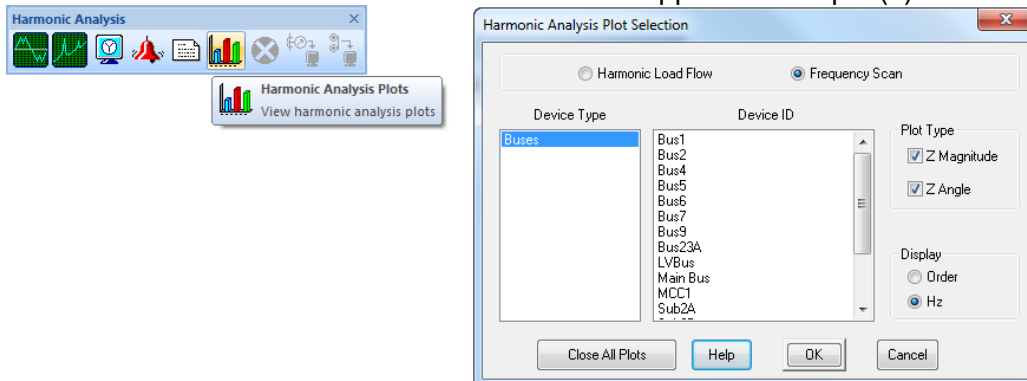 Harmonic Analysis
Harmonic Analysis Plots
View harmonic analysis plots
Harmonic Analysis Plot Selection
Harmonic Load Flow
Frequency Scan
Device Type
Device ID
Buses
Bus1
Bus2
Bus4
Bus5
Bus6
Bus7
Bus9
Bus23A
LVBus
Main Bus
MCC1
Sub2A
Plot Type
Z Magnitude
Z Angle
Display
Order
Hz
Close All Plots
Help
OK
Cancel